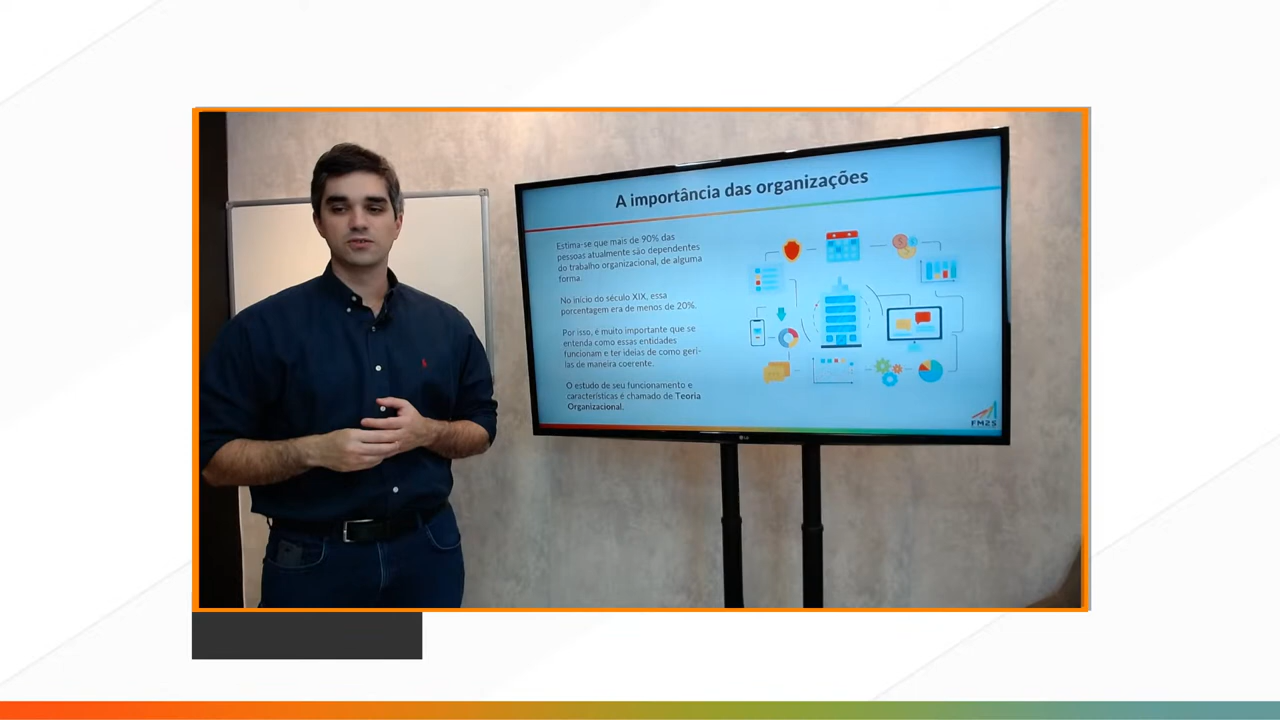 A importância das organizações
Estima-se que mais de 90% das
pessoas atualmente são dependentes
do trabalho organizacional, de alguma
forma.
No início do século XIX, essa
porcentagem era de menos de 20%.
Por isso, é muito importante que se
entenda como essas entidades
funcionam e ter ideias de como geri-
las de maneira coerente.
O estudo de seu funcionamento e
características é chamado de Teoria
Organizacional.
FM2S
LG